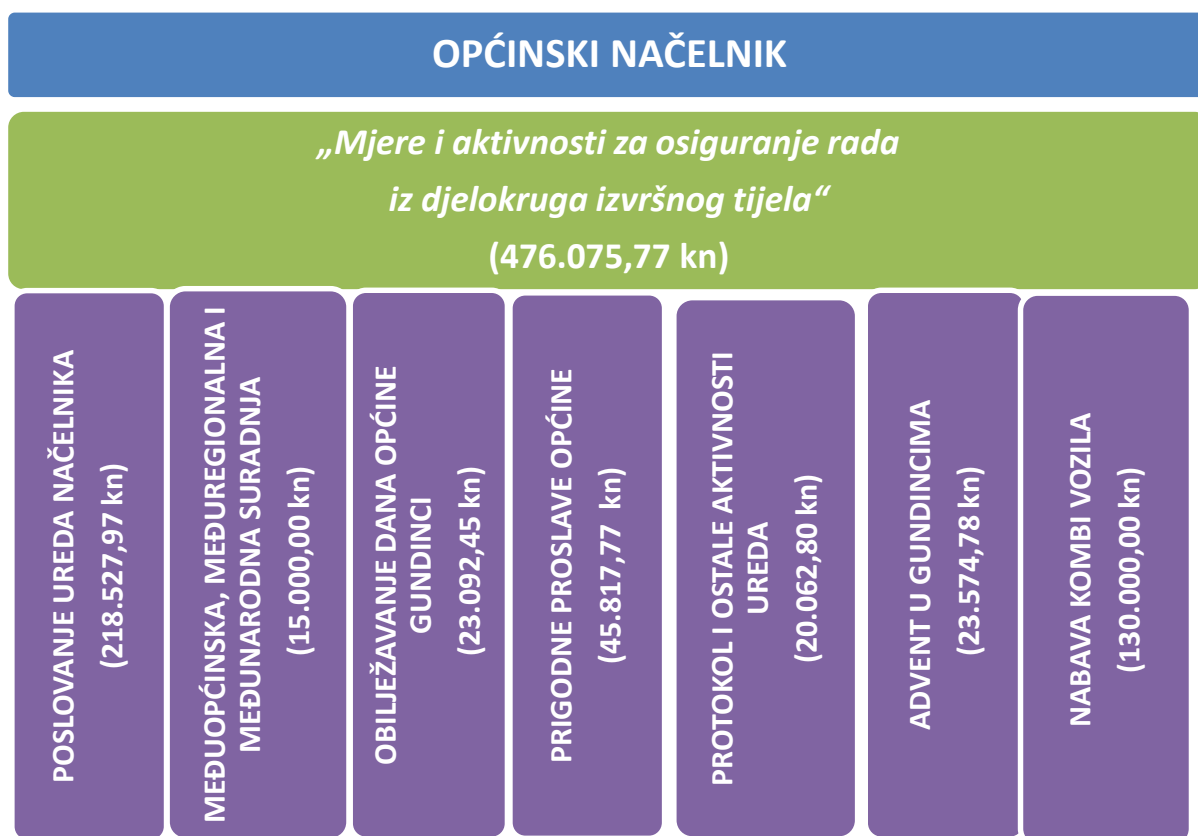 OPĆINSKI NAČELNIK
„Mjere i aktivnosti za osiguranje rada
iz djelokruga izvršnog tijela“
(476.075,77 kn)
POSLOVANJE UREDA NAČELNIKA
(218.527,97 kn)
MEĐUOPĆINSKA, MEĐUREGIONALNA I
MEĐUNARODNA SURADNJA
(15.000,00 kn)
OBILJEŽAVANJE DANA OPĆINE
GUNDINCI
(23.092,45 kn)
PRIGODNE PROSLAVE OPĆINE
(45.817,77  kn)
PROTOKOL I OSTALE AKTIVNOSTI
UREDA
(20.062,80 kn)
ADVENT U GUNDINCIMA
(23.574,78 kn)
NABAVA KOMBI VOZILA
(130.000,00 kn)